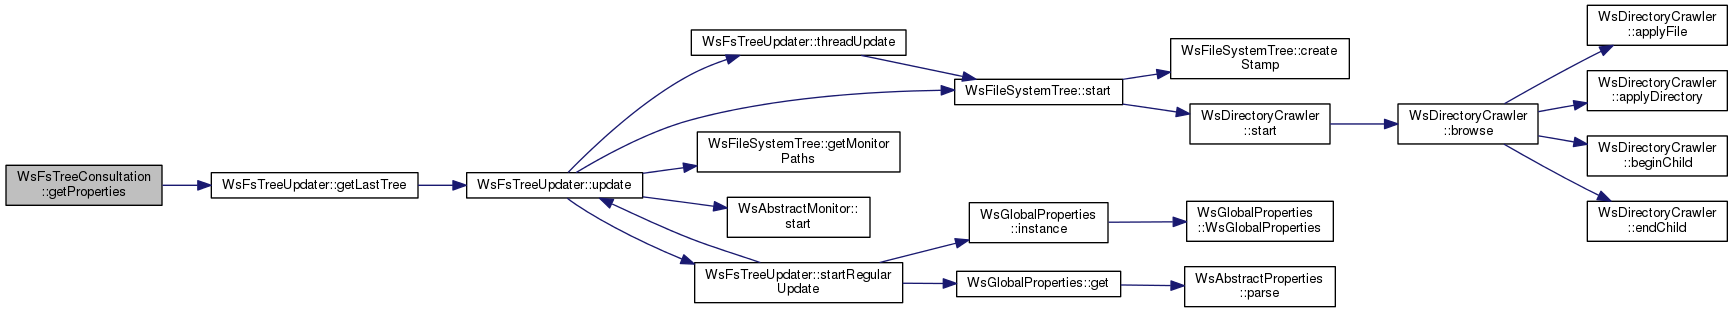 WsFsTreeConsultation
::getProperties
WsFsTreeUpdater::getLastTree
WsFsTreeUpdater::update
WsFsTreeUpdater::threadUpdate
WsFileSystemTree::start
WsFileSystemTree::create
Stamp
WsDirectoryCrawler
::start
WsDirectoryCrawler
::browse
WsDirectoryCrawler
::applyFile
WsDirectoryCrawler
::applyDirectory
WsDirectoryCrawler
::beginChild
WsDirectoryCrawler
::endChild
WsFileSystemTree::getMonitor
Paths
WsAbstractMonitor::
start
WsFsTreeUpdater::startRegular
Update
WsGlobalProperties
::instance
WsGlobalProperties
::WsGlobalProperties
WsGlobalProperties::get
WsAbstractProperties
::parse